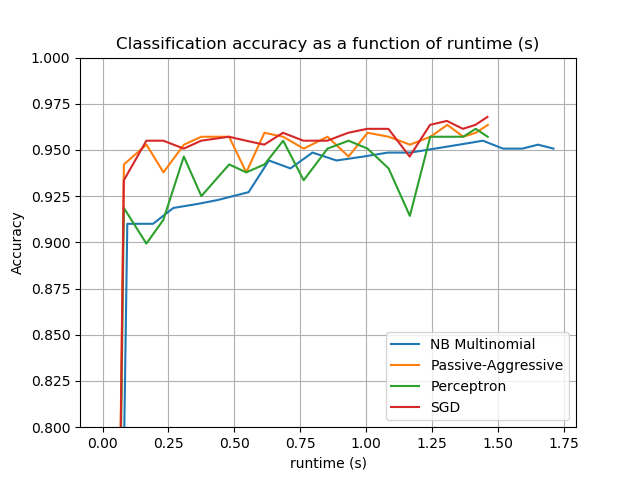 Classification accuracy as a function of runtime (s)
1.000
0.975
0.950
0.925
0.900
0.875
0.850
0.825
0.800
Accuracy
NB Multinomial
Passive-Aggressive
Perceptron
SGD
0.00 0.25 0.50 0.75 1.00 1.25 1.50 1.75
runtime (s)